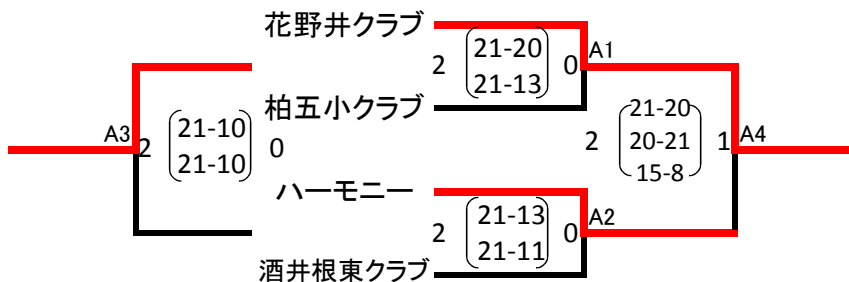 花野井クラブ
2 21-20 0 A1
21-13
柏五小クラブ
A3 2 21-10 0
21-10
2 21-20 1 A4
20-21
15-8
ハーモニー
2 21-13 0 A2
21-11
酒井根東クラブ